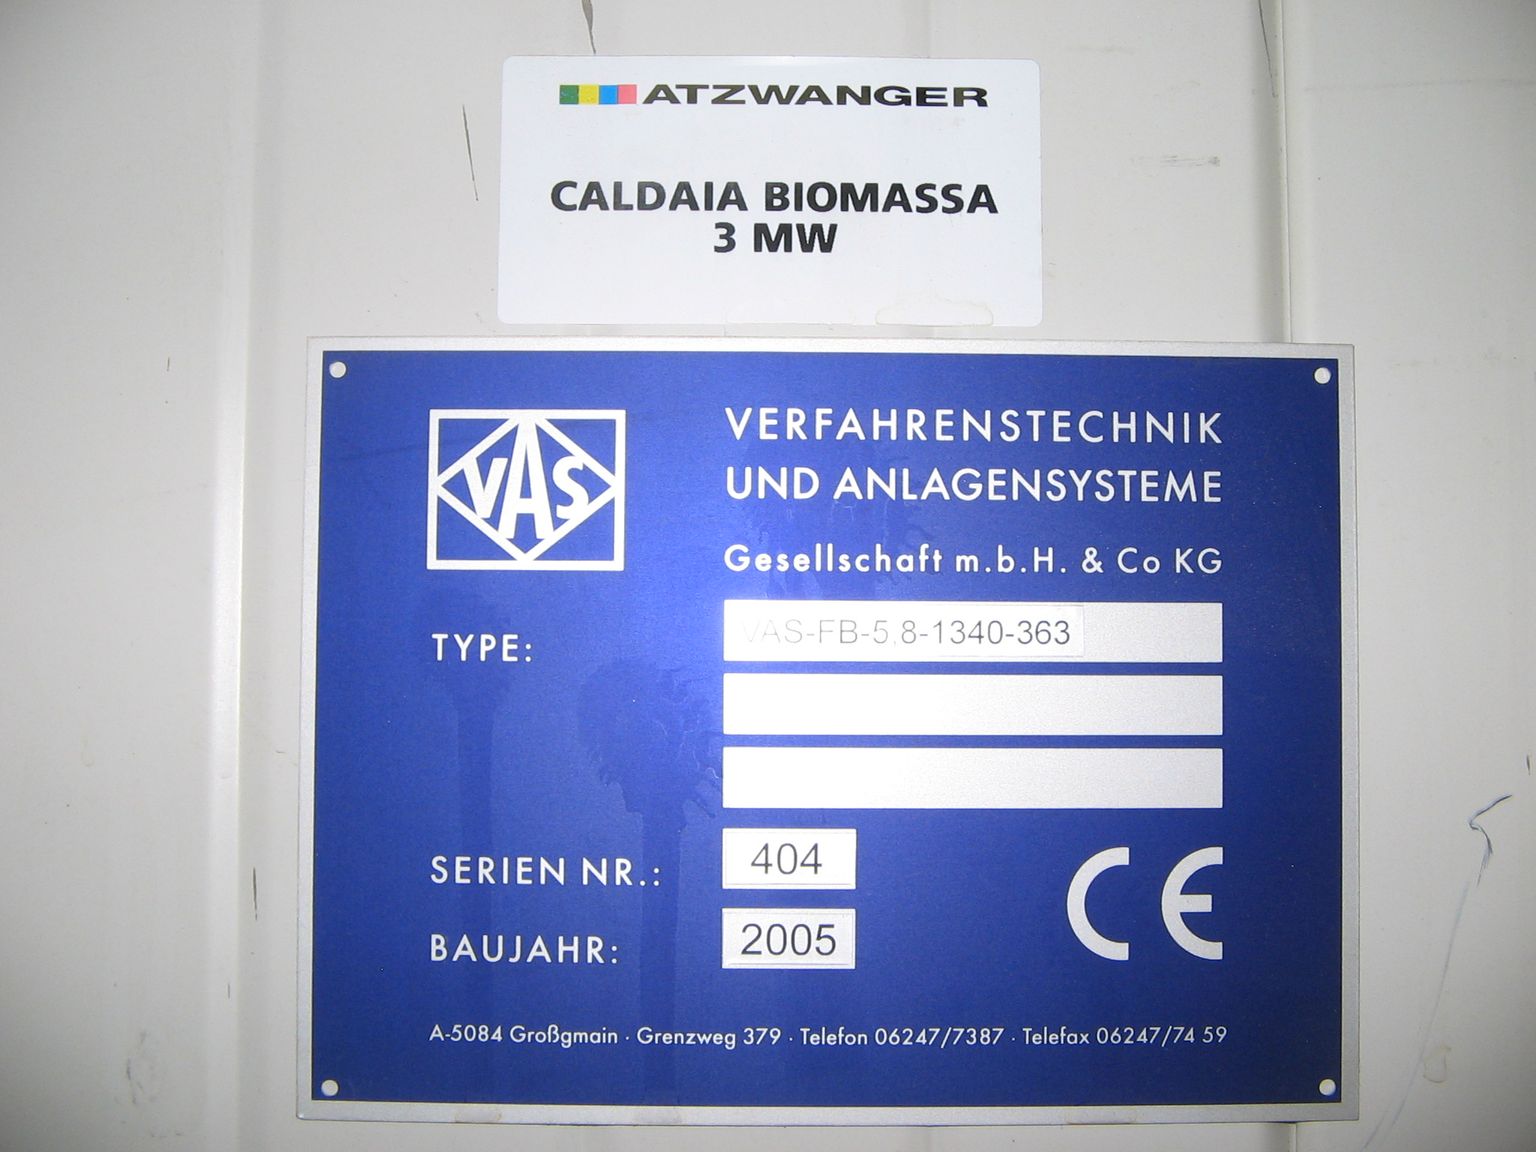 ATZWANGER
CALDAIA BIOMASSA
3 MW
VAS
VERFAHRENSTECHNIK
UND ANLAGENSYSTEME
Gesellschaft m.b.H. & Co KG
TYPE: VAS-FB-5,8-1340-363
SERIEN NR.: 404
BAUJAHR: 2005
CE
A-5084 Großgmain · Grenzweg 379 · Telefon 06247/7387 · Telefax 06247/74 59